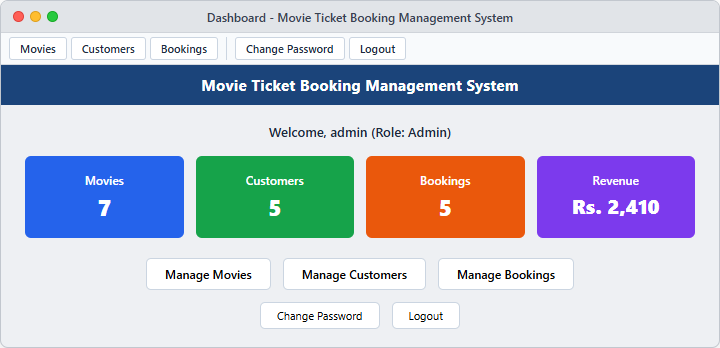 Dashboard - Movie Ticket Booking Management System
Movies Customers Bookings Change Password Logout
Movie Ticket Booking Management System
Welcome, admin (Role: Admin)
Movies Customers Bookings Revenue
7 5 5 Rs. 2,410
Manage Movies Manage Customers Manage Bookings
Change Password Logout